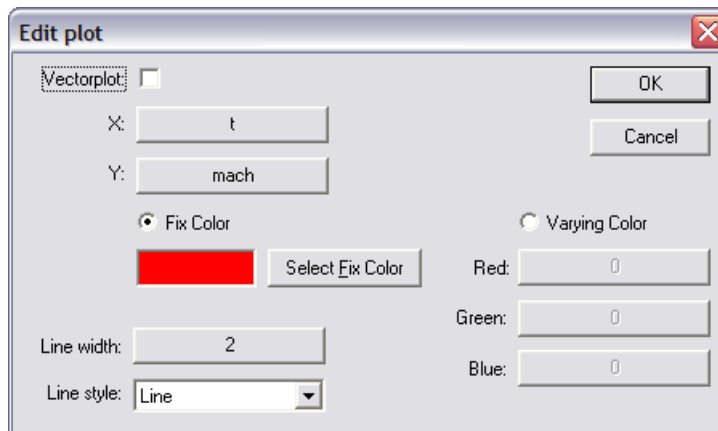 Edit plot
Vectorplot:
OK
X: t
Cancel
Y: mach
Fix Color
Varying Color
Select Fix Color
Red: 0
Green: 0
Line width: 2
Blue: 0
Line style: Line